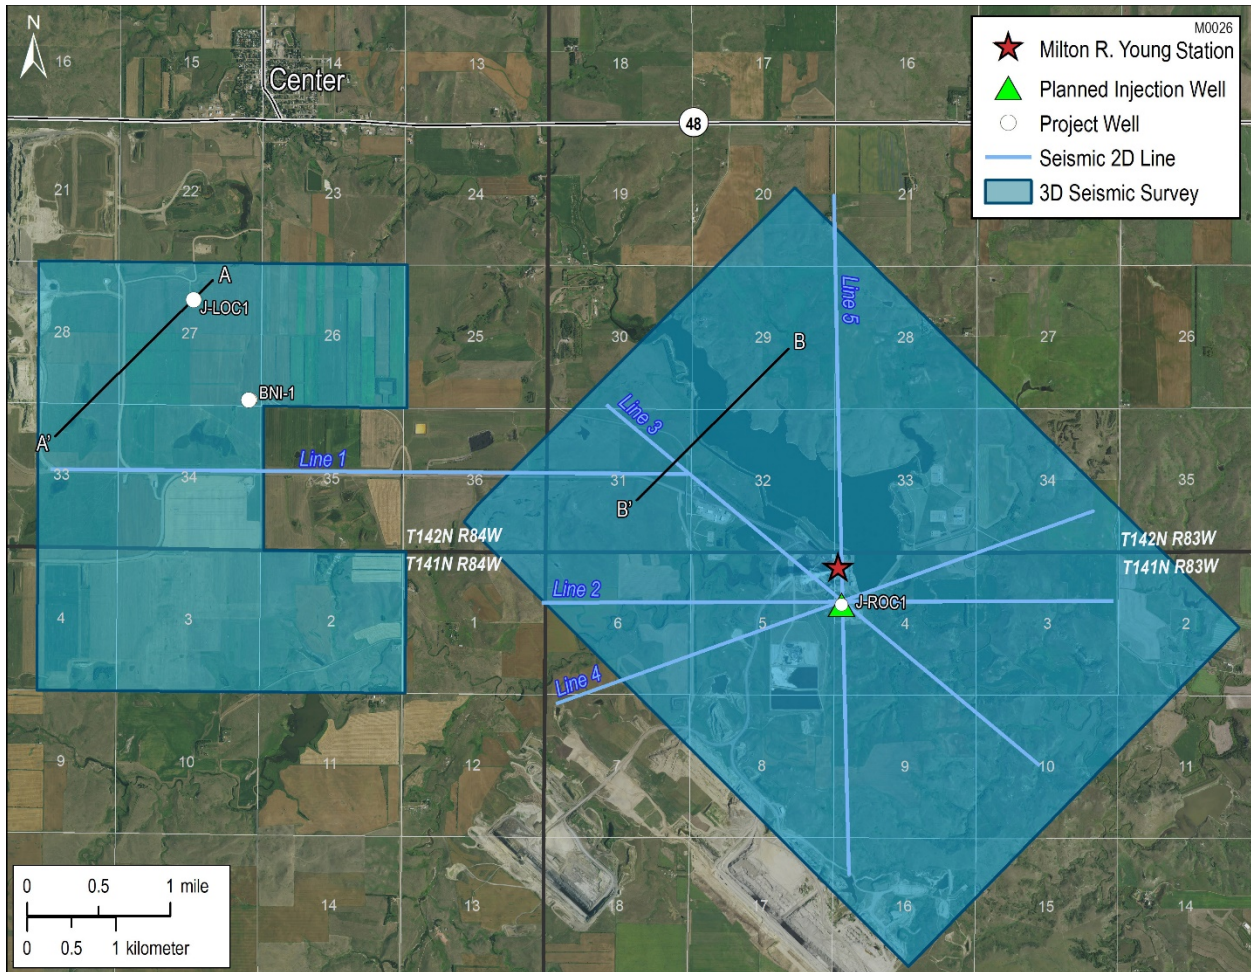 N
M0026
Milton R. Young Station
Planned Injection Well
Project Well
Seismic 2D Line
3D Seismic Survey
16 15 14 13 18 17 16
Center
48
21 22 23 24 19 20 21
A
J-LOC1
Line 5
28 27 26 25 30 29 28 27 26
B
BNI-1
Line 3
A'
Line 1
33 34 35 36 31 32 33 34 35
B'
T142N R84W
T142N R83W
T141N R84W
T141N R83W
Line 2
J-ROC1
4 3 2 1 6 5 4 3 2
Line 4
9 10 11 12 7 8 9 10 11
0 0.5 1 mile
0 0.5 1 kilometer
14 13 18 17 16 15 14